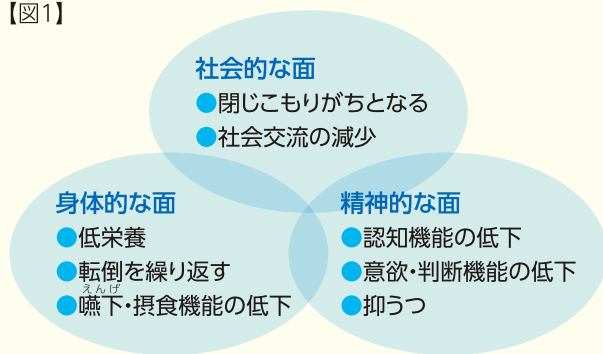 【図1】
社会的な面
●閉じこもりがちとなる
●社会交流の減少
身体的な面
●低栄養
●転倒を繰り返す
えんげ
●嚥下・摂食機能の低下
精神的な面
●認知機能の低下
●意欲・判断機能の低下
●抑うつ